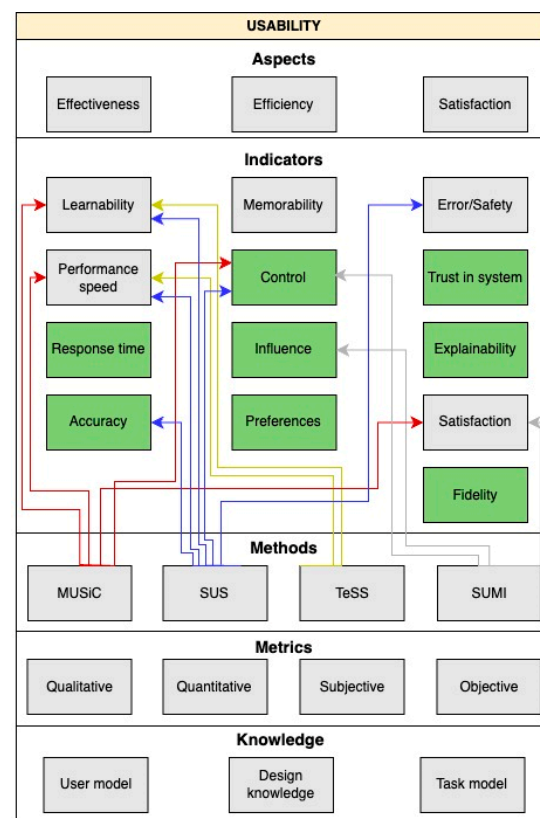 USABILITY
Aspects
Effectiveness
Efficiency
Satisfaction
Indicators
Learnability
Memorability
Error/Safety
Performance
speed
Control
Trust in system
Response time
Influence
Explainability
Accuracy
Preferences
Satisfaction
Fidelity
Methods
MUSiC
SUS
TeSS
SUMI
Metrics
Qualitative
Quantitative
Subjective
Objective
Knowledge
User model
Design
knowledge
Task model